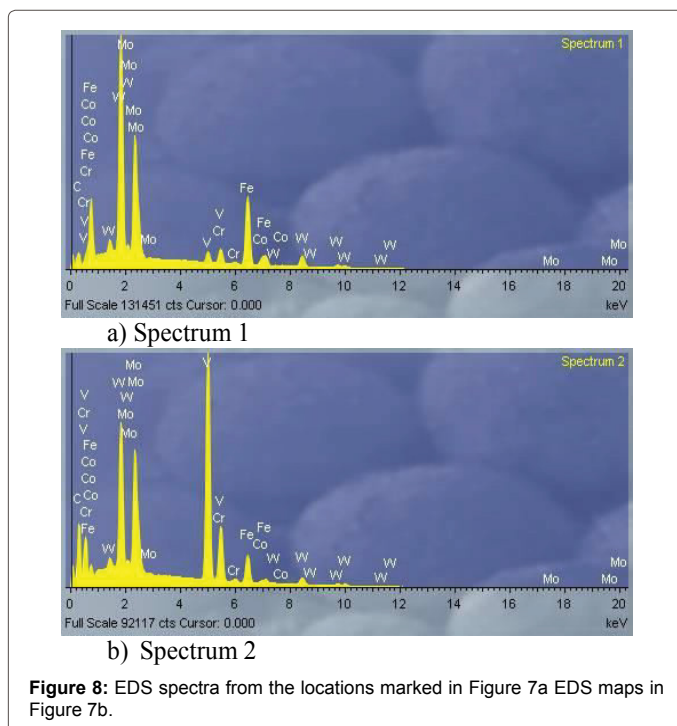 Spectrum 1
Mo
Mo
Fe W
Co W
Co Mo
Co Mo
Fe
Cr
C
Cr
V
V W Mo
Fe
V
Cr
V Cr
Fe
Co Co
W W W
W W W W
Mo
Mo Mo
0 2 4 6 8 10 12 14 16 18 20
Full Scale 131451 cts Cursor: 0.000 keV
a) Spectrum 1
Spectrum 2
V Mo
Cr W Mo
V W
Fe Mo
Co Mo
Co
C Co
Cr
Fe W Mo
V
V
Cr
Fe Fe
Co
W W W W
Co W W W
Mo
Mo Mo
0 2 4 6 8 10 12 14 16 18 20
Full Scale 92117 cts Cursor: 0.000 keV
b) Spectrum 2
Figure 8: EDS spectra from the locations marked in Figure 7a EDS maps in
Figure 7b.